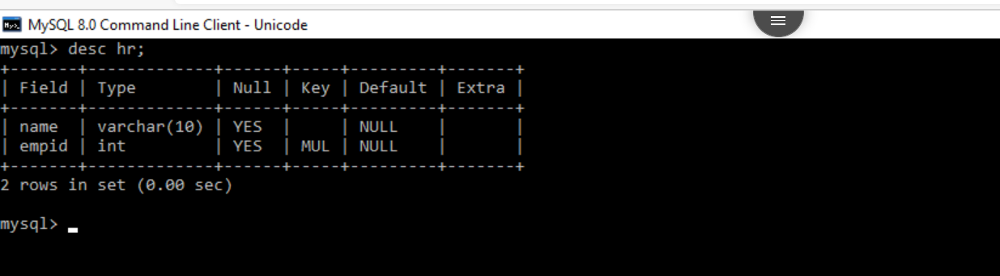 MySQL 8.0 Command Line Client - Unicode
mysql> desc hr;
+-------+-------------+------+-----+---------+-------+
| Field | Type        | Null | Key | Default | Extra |
+-------+-------------+------+-----+---------+-------+
| name  | varchar(10) | YES  |     | NULL    |       |
| empid | int         | YES  | MUL | NULL    |       |
+-------+-------------+------+-----+---------+-------+
2 rows in set (0.00 sec)
mysql> _